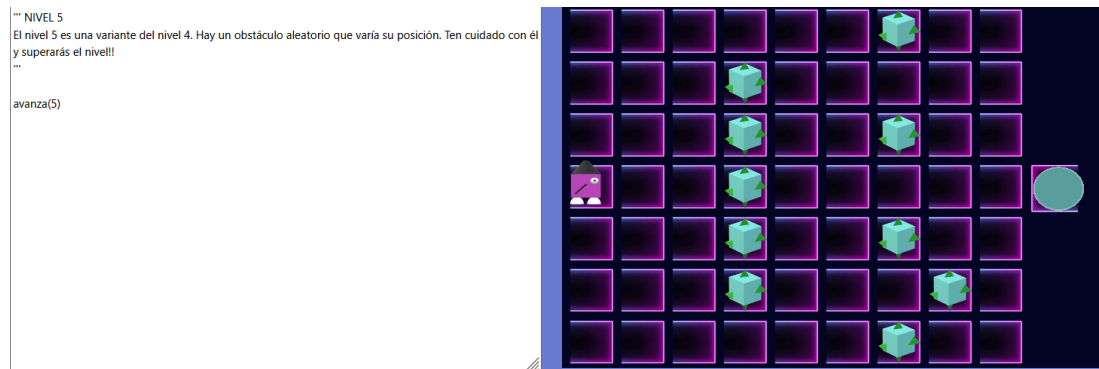 ''' NIVEL 5
El nivel 5 es una variante del nivel 4. Hay un obstáculo aleatorio que varía su posición. Ten cuidado con él
y superarás el nivel!!
'''
avanza(5)